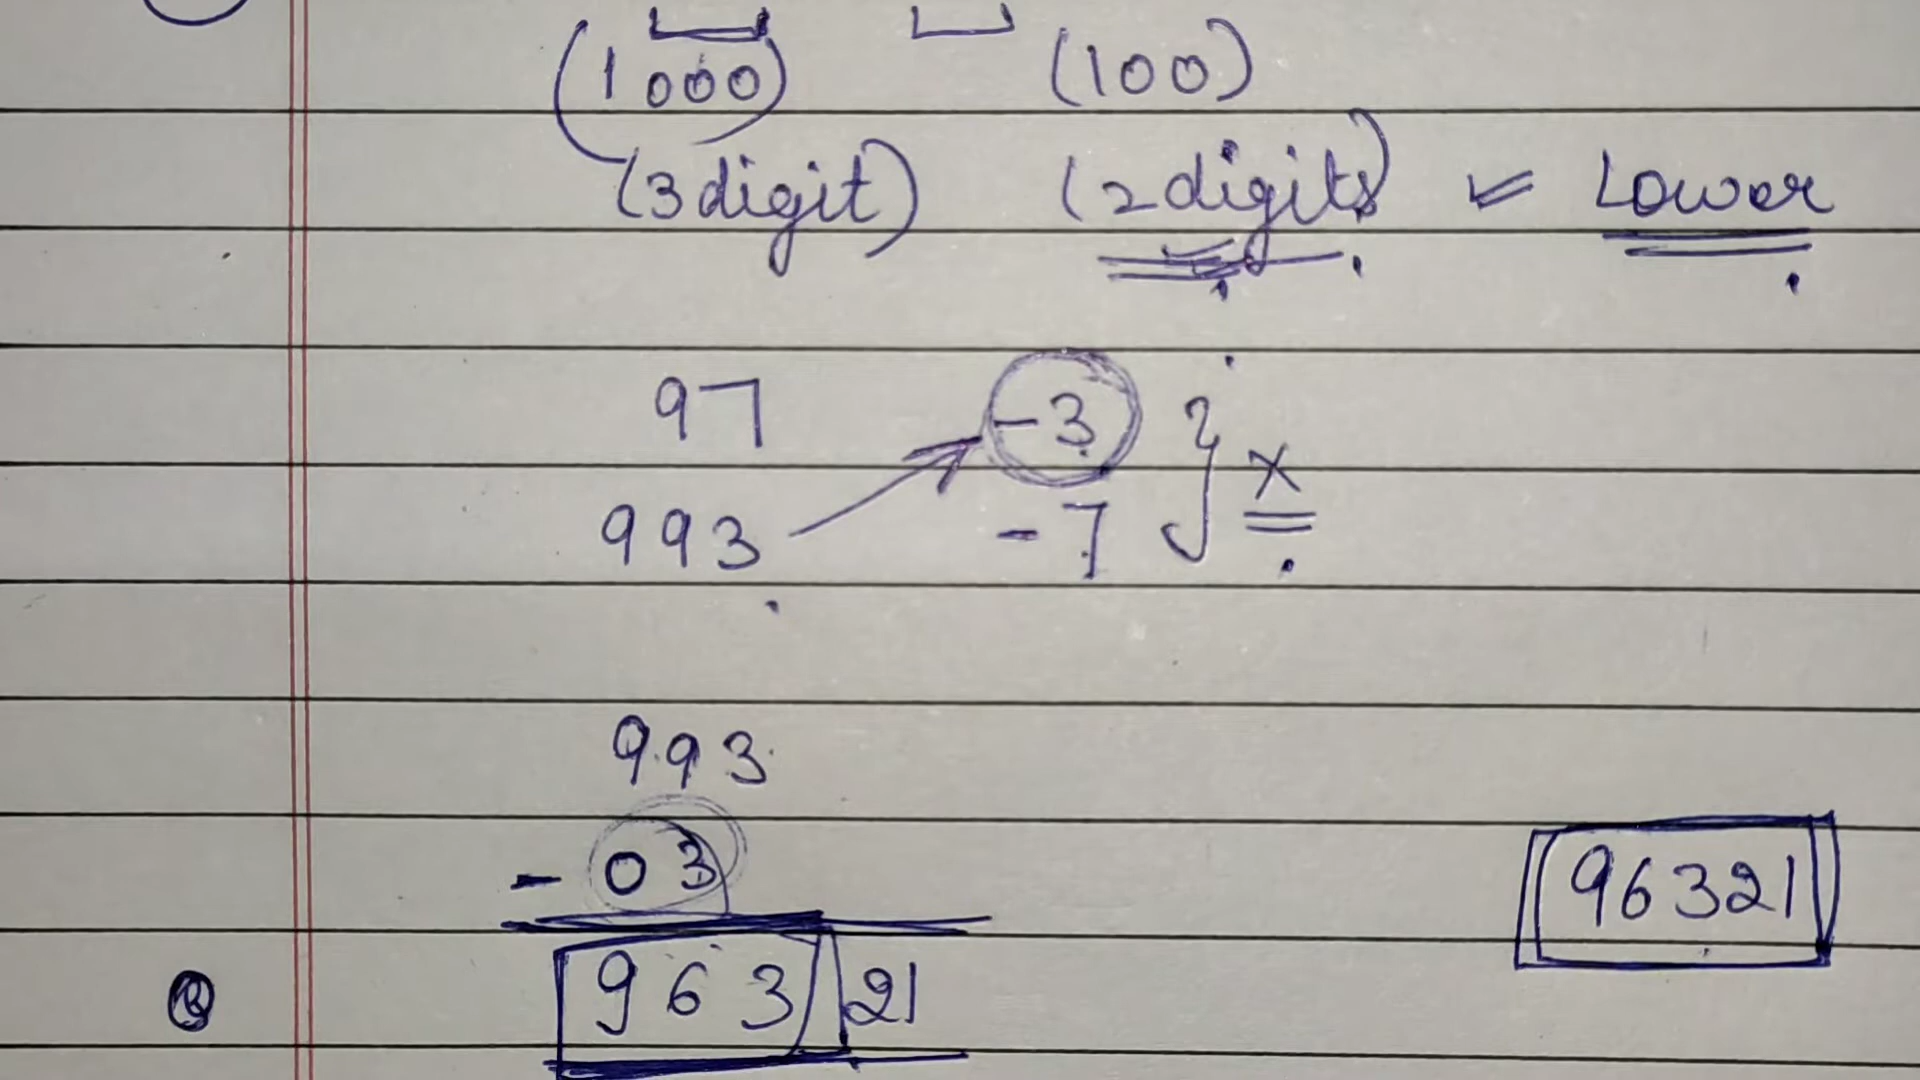 (1000) (100)
(3 digit) (2 digits) Lower
97 -3
993 -7 x
993
- 03
963 21
96321
Q